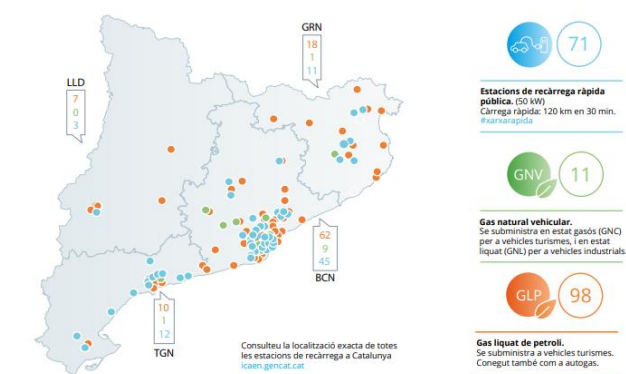 GRN
18
1
11
LLD
7
0
3
62
9
45
BCN
10
1
12
TGN
Consulteu la localització exacta de totes
les estacions de recàrrega a Catalunya
icaen.gencat.cat
71
Estacions de recàrrega ràpida
pública. (50 kW)
Càrrega ràpida: 120 km en 30 min.
#xarxarapida
GNV
11
Gas natural vehicular.
Se subministra en estat gasós (GNC)
per a vehicles turismes, i en estat
liquat (GNL) per a vehicles industrials.
GLP
98
Gas liquat de petroli.
Se subministra a vehicles turismes.
Conegut també com a autogas.